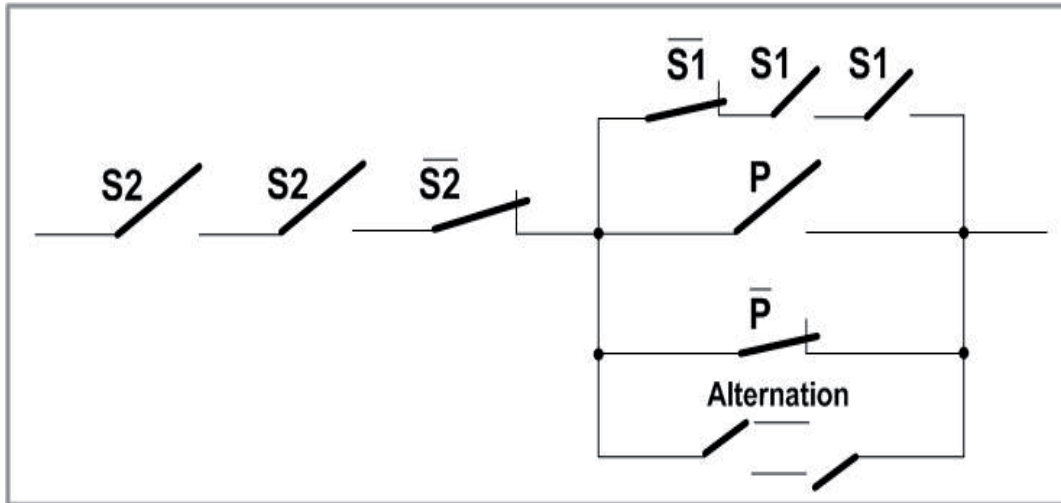 S̅1̅ S1 S1
S2 S2 S̅2̅ P
P̅
Alternation